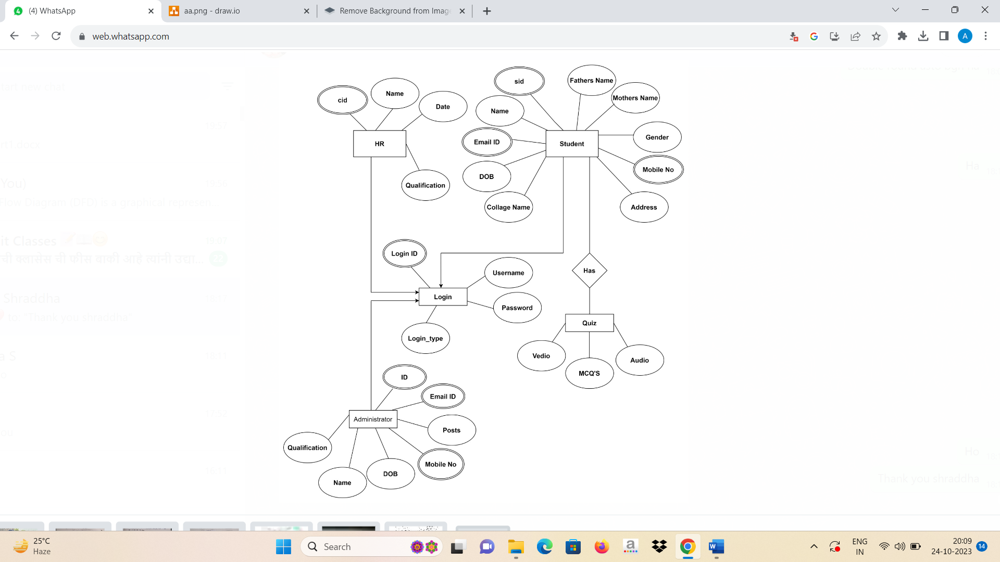 (4) WhatsApp
aa.png - draw.io
Remove Background from Imag
web.whatsapp.com
A
tart new chat
19:57
rt1 docx
You)
19:56
Flow Diagram (DFD) is a graphical represen...
it Classes
19:07
ची क्लासेस ची फीस बाकी आहे त्यांनी उद्या...
22
Shraddha
to: "Thank you shraddha"
a S
18:11
17:52
ou
16:11
Ha
Ho
Thank you shraddha
cid
Name
Date
HR
Qualification
sid
Fathers Name
Mothers Name
Name
Email ID
Student
Gender
DOB
Mobile No
Collage Name
Address
Login ID
Username
Has
Login
Password
Login_type
Quiz
Vedio
MCQ'S
Audio
ID
Email ID
Administrator
Posts
Qualification
Mobile No
Name
DOB
25°C
Haze
Search
a
W
ENG
IN
20:09
24-10-2023
14